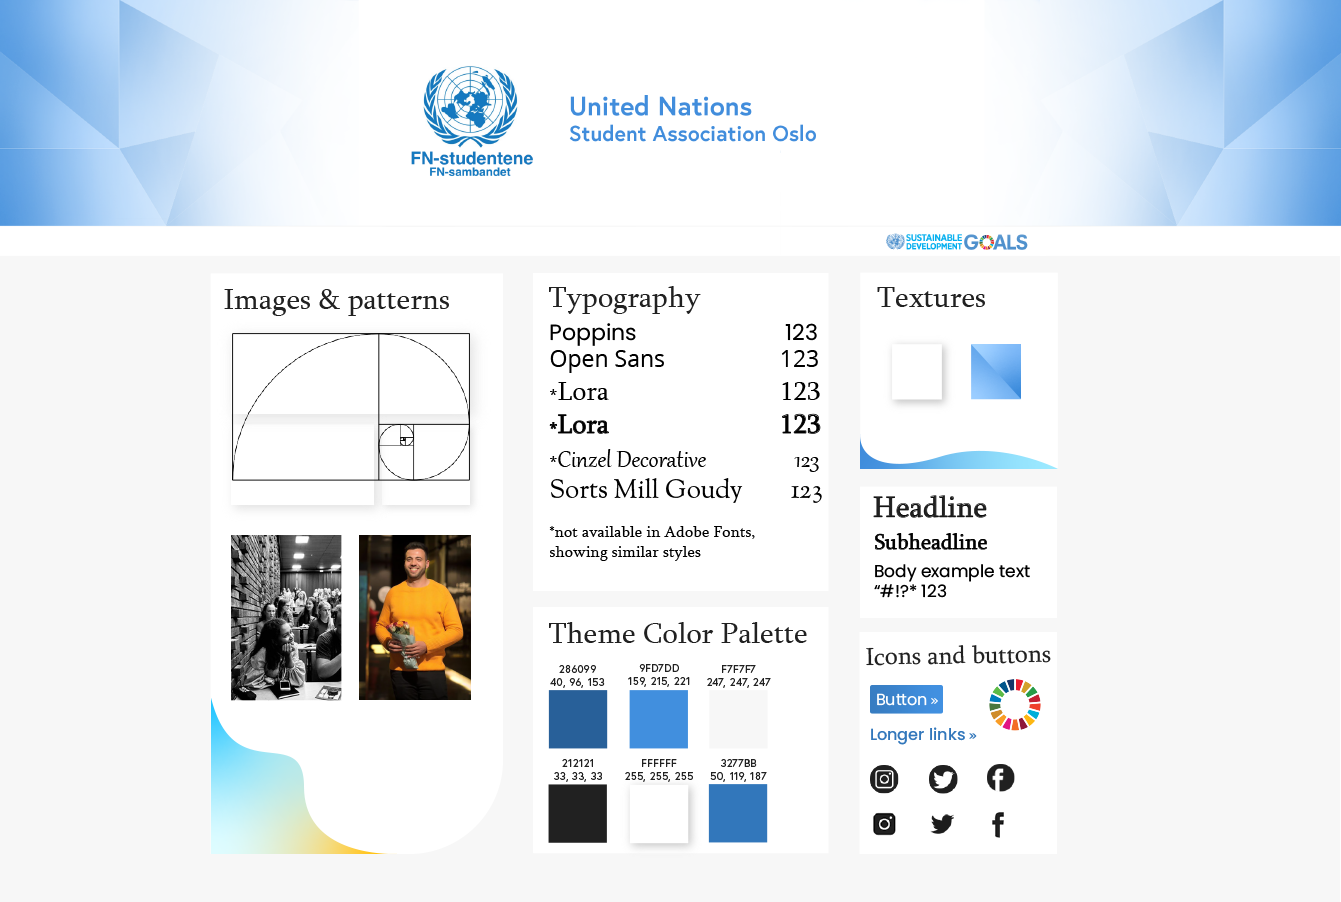 FN-studentene
FN-sambandet
United Nations
Student Association Oslo
SUSTAINABLE
DEVELOPMENT
GOALS
Images & patterns
Typography
Poppins 123
Open Sans 123
*Lora 123
*Lora 123
*Cinzel Decorative 123
Sorts Mill Goudy 123
*not available in Adobe Fonts,
showing similar styles
Theme Color Palette
286099 9FD7DD F7F7F7
40, 96, 153 159, 215, 221 247, 247, 247
212121 FFFFFF 3277BB
33, 33, 33 255, 255, 255 50, 119, 187
Textures
Headline
Subheadline
Body example text
“#!?* 123
Icons and buttons
Button »
Longer links »